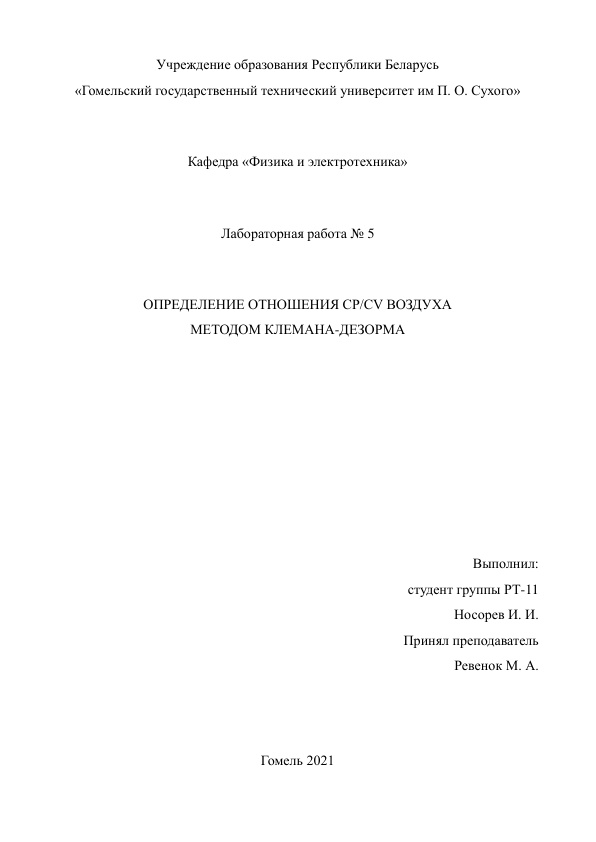 Учреждение образования Республики Беларусь
«Гомельский государственный технический университет им П. О. Сухого»
Кафедра «Физика и электротехника»
Лабораторная работа № 5
ОПРЕДЕЛЕНИЕ ОТНОШЕНИЯ CP/CV ВОЗДУХА
МЕТОДОМ КЛЕМАНА-ДЕЗОРМА
Выполнил:
студент группы РТ-11
Носорев И. И.
Принял преподаватель
Ревенок М. А.
Гомель 2021